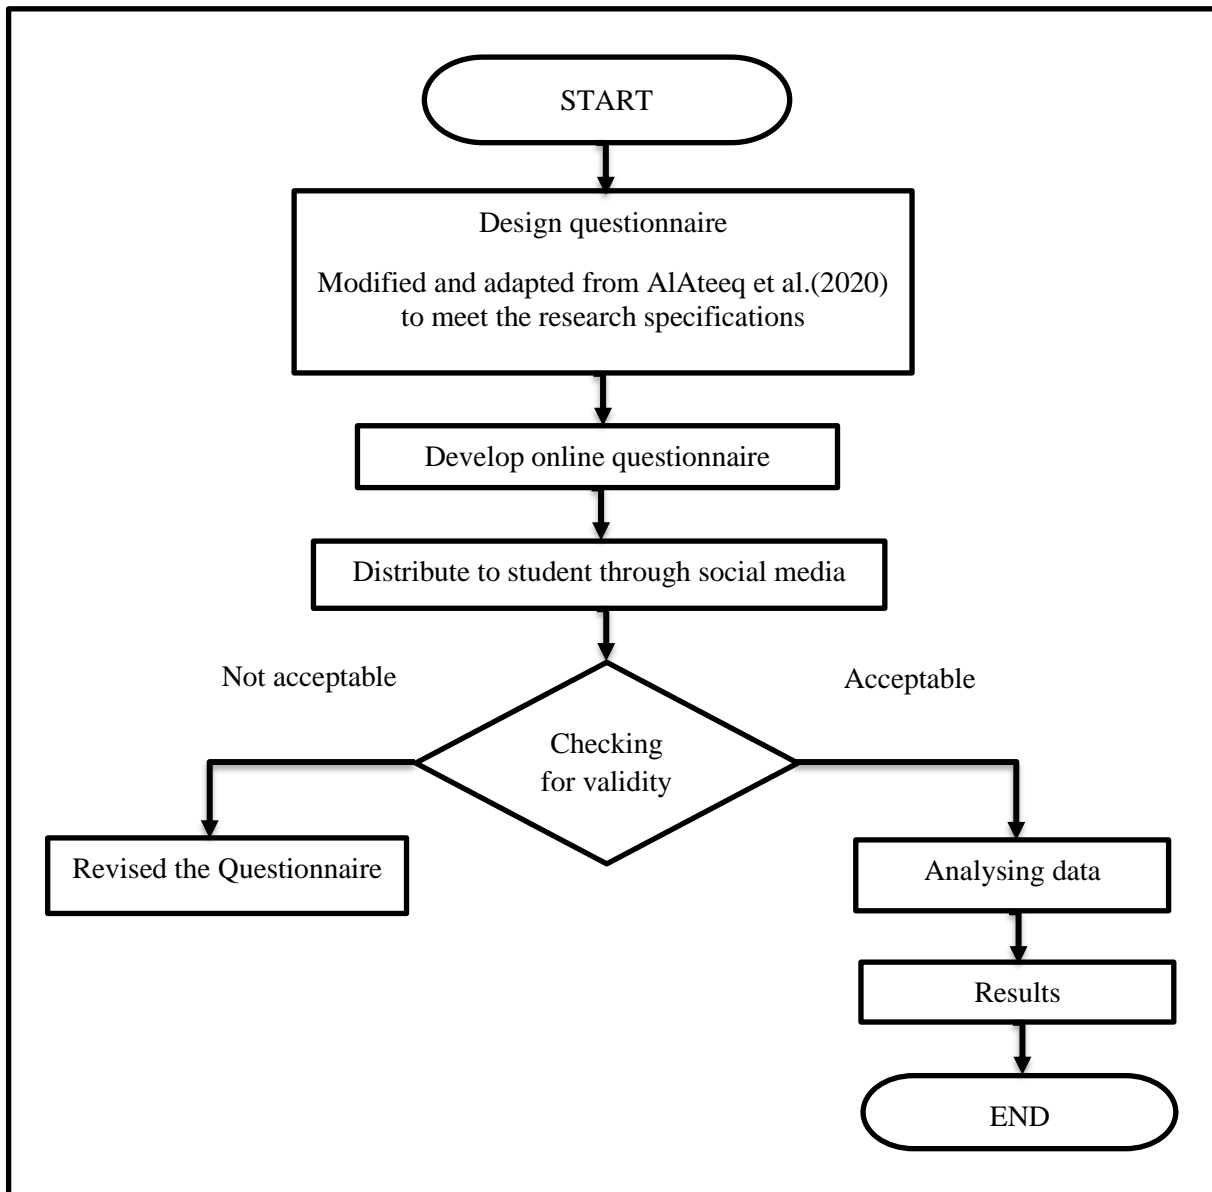 START
Design questionnaire
Modified and adapted from AlAteeq et al.(2020)
to meet the research specifications
Develop online questionnaire
Distribute to student through social media
Not acceptable
Acceptable
Checking
for validity
Revised the Questionnaire
Analysing data
Results
END